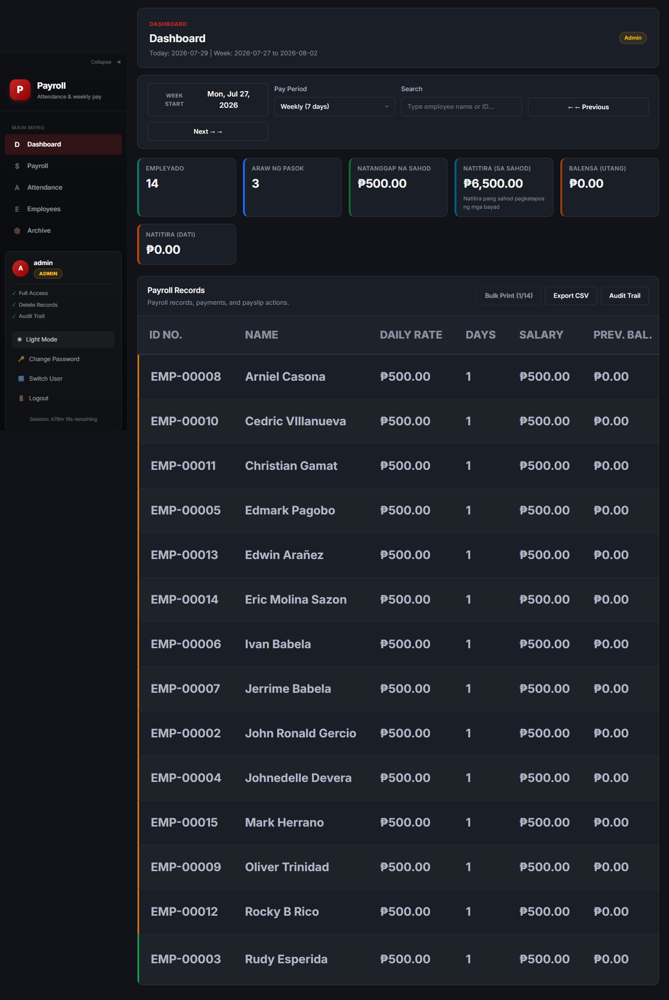 Collapse ◄
P
Payroll
Attendance & weekly pay
MAIN MENU
D Dashboard
$ Payroll
A Attendance
E Employees
Archive
A
admin
ADMIN
✓ Full Access
✓ Delete Records
✓ Audit Trail
☀ Light Mode
Change Password
Switch User
Logout
Session: 479m 18s remaining
DASHBOARD
Dashboard
Today: 2026-07-29 | Week: 2026-07-27 to 2026-08-02
Admin
WEEK START
Mon, Jul 27, 2026
Pay Period
Weekly (7 days)
Search
Type employee name or ID...
← ← Previous
Next → →
EMPLEYADO
14
ARAW NG PASOK
3
NATANGGAP NA SAHOD
₱500.00
NATITIRA (SA SAHOD)
₱6,500.00
Natitira pang sahod pagkatapos
ng mga bayad
BALENSA (UTANG)
₱0.00
NATITIRA (DATI)
₱0.00
Payroll Records
Payroll records, payments, and payslip actions.
Bulk Print (1/14) Export CSV Audit Trail
ID NO. NAME DAILY RATE DAYS SALARY PREV. BAL.
EMP-00008 Arniel Casona ₱500.00 1 ₱500.00 ₱0.00
EMP-00010 Cedric VIllanueva ₱500.00 1 ₱500.00 ₱0.00
EMP-00011 Christian Gamat ₱500.00 1 ₱500.00 ₱0.00
EMP-00005 Edmark Pagobo ₱500.00 1 ₱500.00 ₱0.00
EMP-00013 Edwin Arañez ₱500.00 1 ₱500.00 ₱0.00
EMP-00014 Eric Molina Sazon ₱500.00 1 ₱500.00 ₱0.00
EMP-00006 Ivan Babela ₱500.00 1 ₱500.00 ₱0.00
EMP-00007 Jerrime Babela ₱500.00 1 ₱500.00 ₱0.00
EMP-00002 John Ronald Gercio ₱500.00 1 ₱500.00 ₱0.00
EMP-00004 Johnedelle Devera ₱500.00 1 ₱500.00 ₱0.00
EMP-00015 Mark Herrano ₱500.00 1 ₱500.00 ₱0.00
EMP-00009 Oliver Trinidad ₱500.00 1 ₱500.00 ₱0.00
EMP-00012 Rocky B Rico ₱500.00 1 ₱500.00 ₱0.00
EMP-00003 Rudy Esperida ₱500.00 1 ₱500.00 ₱0.00